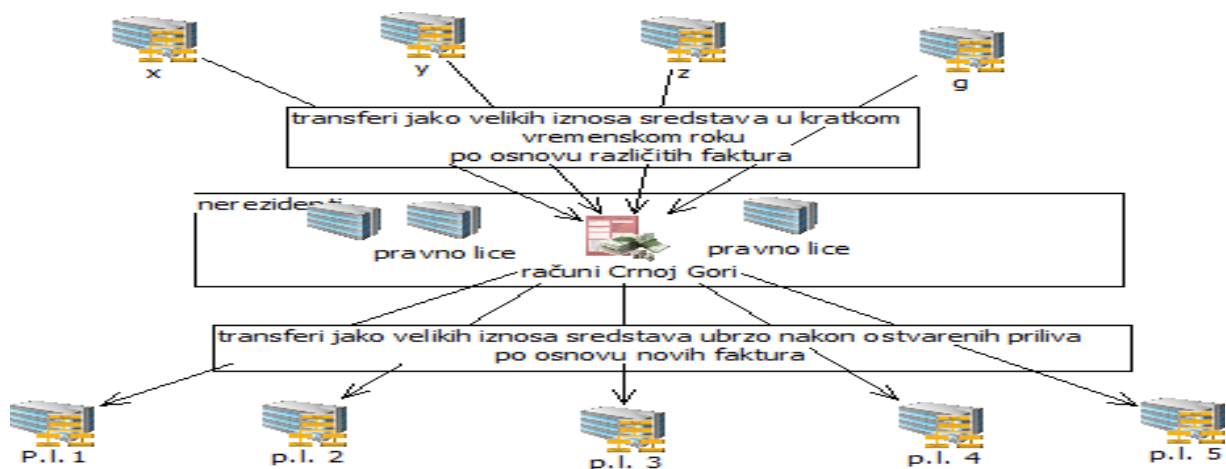 x
y
z
g
transferi jako velikih iznosa sredstava u kratkom
vremenskom roku
po osnovu različitih faktura
nerezidenti
pravno lice
pravno lice
računi Crnoj Gori
transferi jako velikih iznosa sredstava ubrzo nakon ostvarenih priliva
po osnovu novih faktura
P.l. 1
p.l. 2
p.l. 3
p.l. 4
p.l. 5